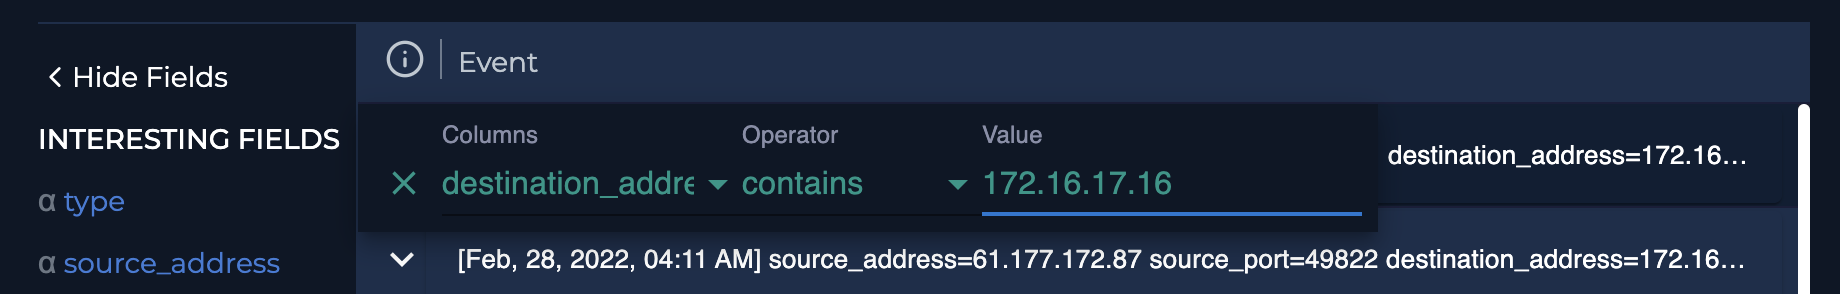 Hide Fields
INTERESTING FIELDS
α type
α source_address
Event
Columns Operator Value
destination_addre contains 172.16.17.16
destination_address=172.16…
[Feb, 28, 2022, 04:11 AM] source_address=61.177.172.87 source_port=49822 destination_address=172.16…